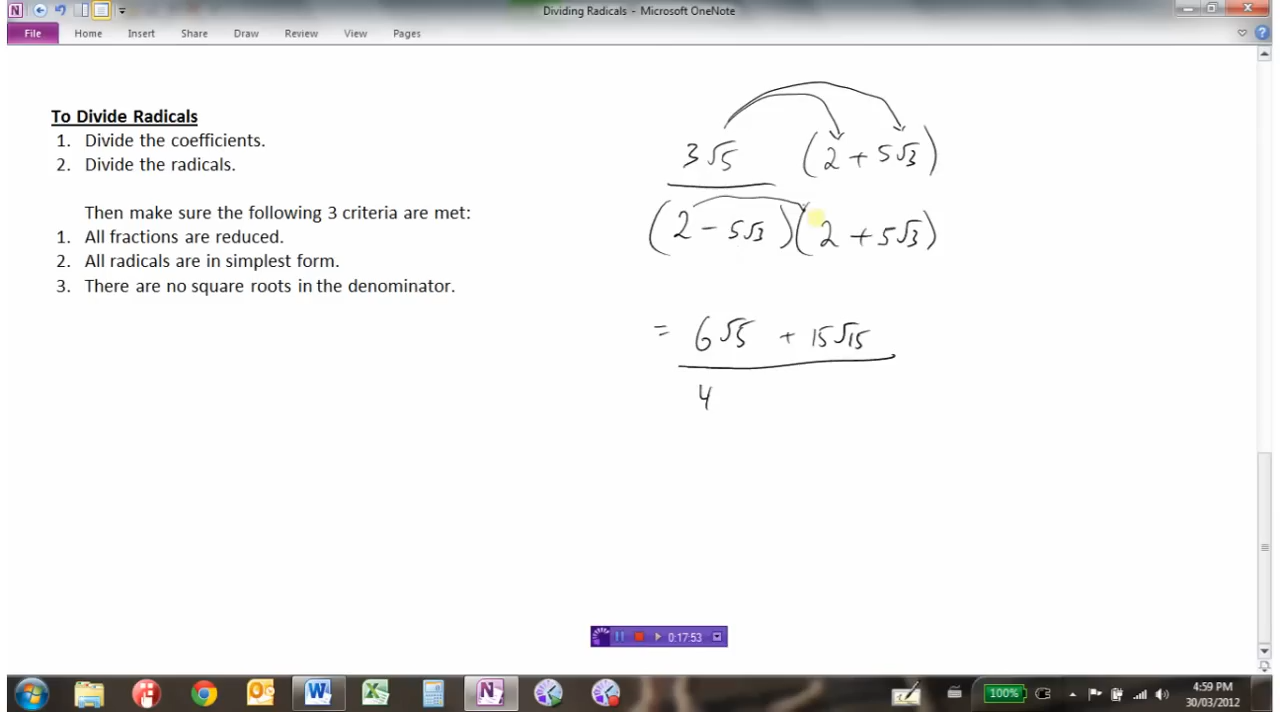 Dividing Radicals - Microsoft OneNote
File Home Insert Share Draw Review View Pages
To Divide Radicals
1. Divide the coefficients.
2. Divide the radicals.
Then make sure the following 3 criteria are met:
1. All fractions are reduced.
2. All radicals are in simplest form.
3. There are no square roots in the denominator.
3√5 (2 + 5√3)
(2 - 5√3)(2 + 5√3)
= 6√5 + 15√15
4
0:17:53
100%
4:59 PM
30/03/2012